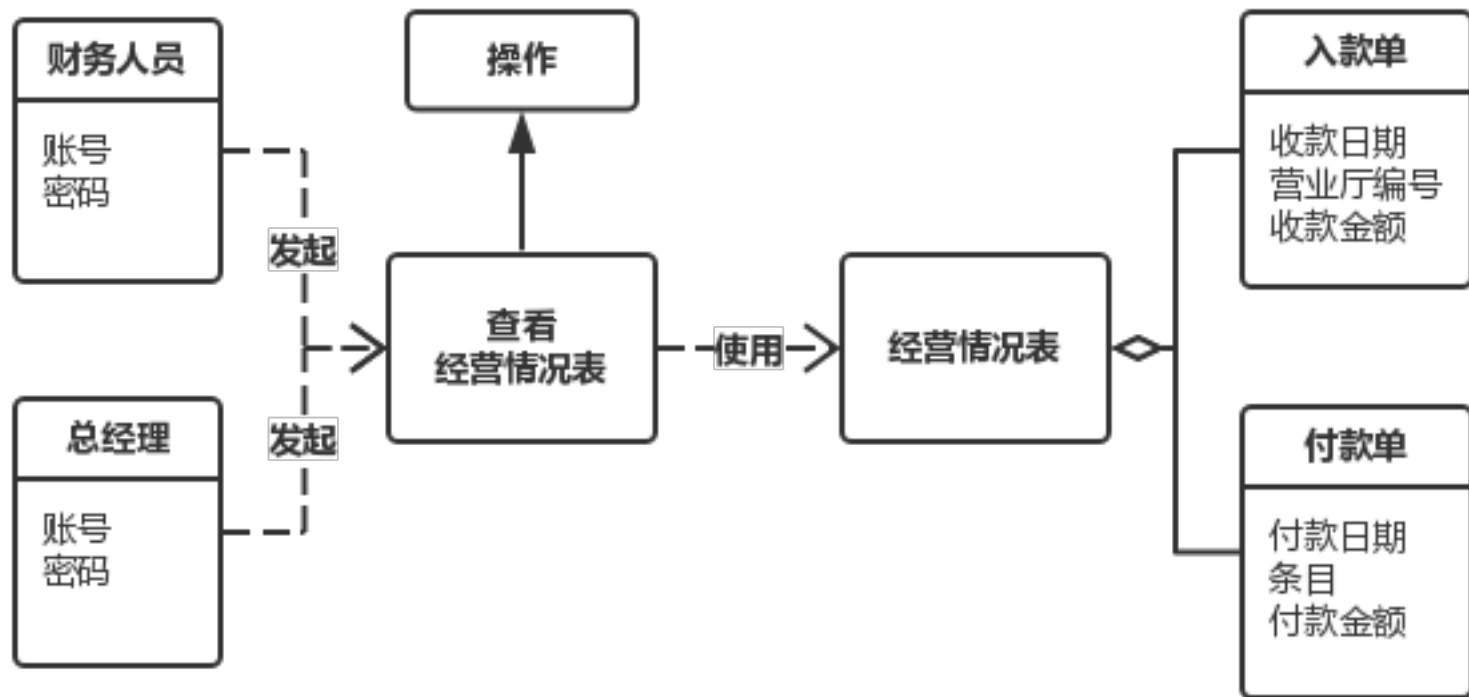 财务人员
账号
密码
操作
入款单
收款日期
营业厅编号
收款金额
发起
查看
经营情况表
使用
经营情况表
总经理
账号
密码
发起
付款单
付款日期
条目
付款金额